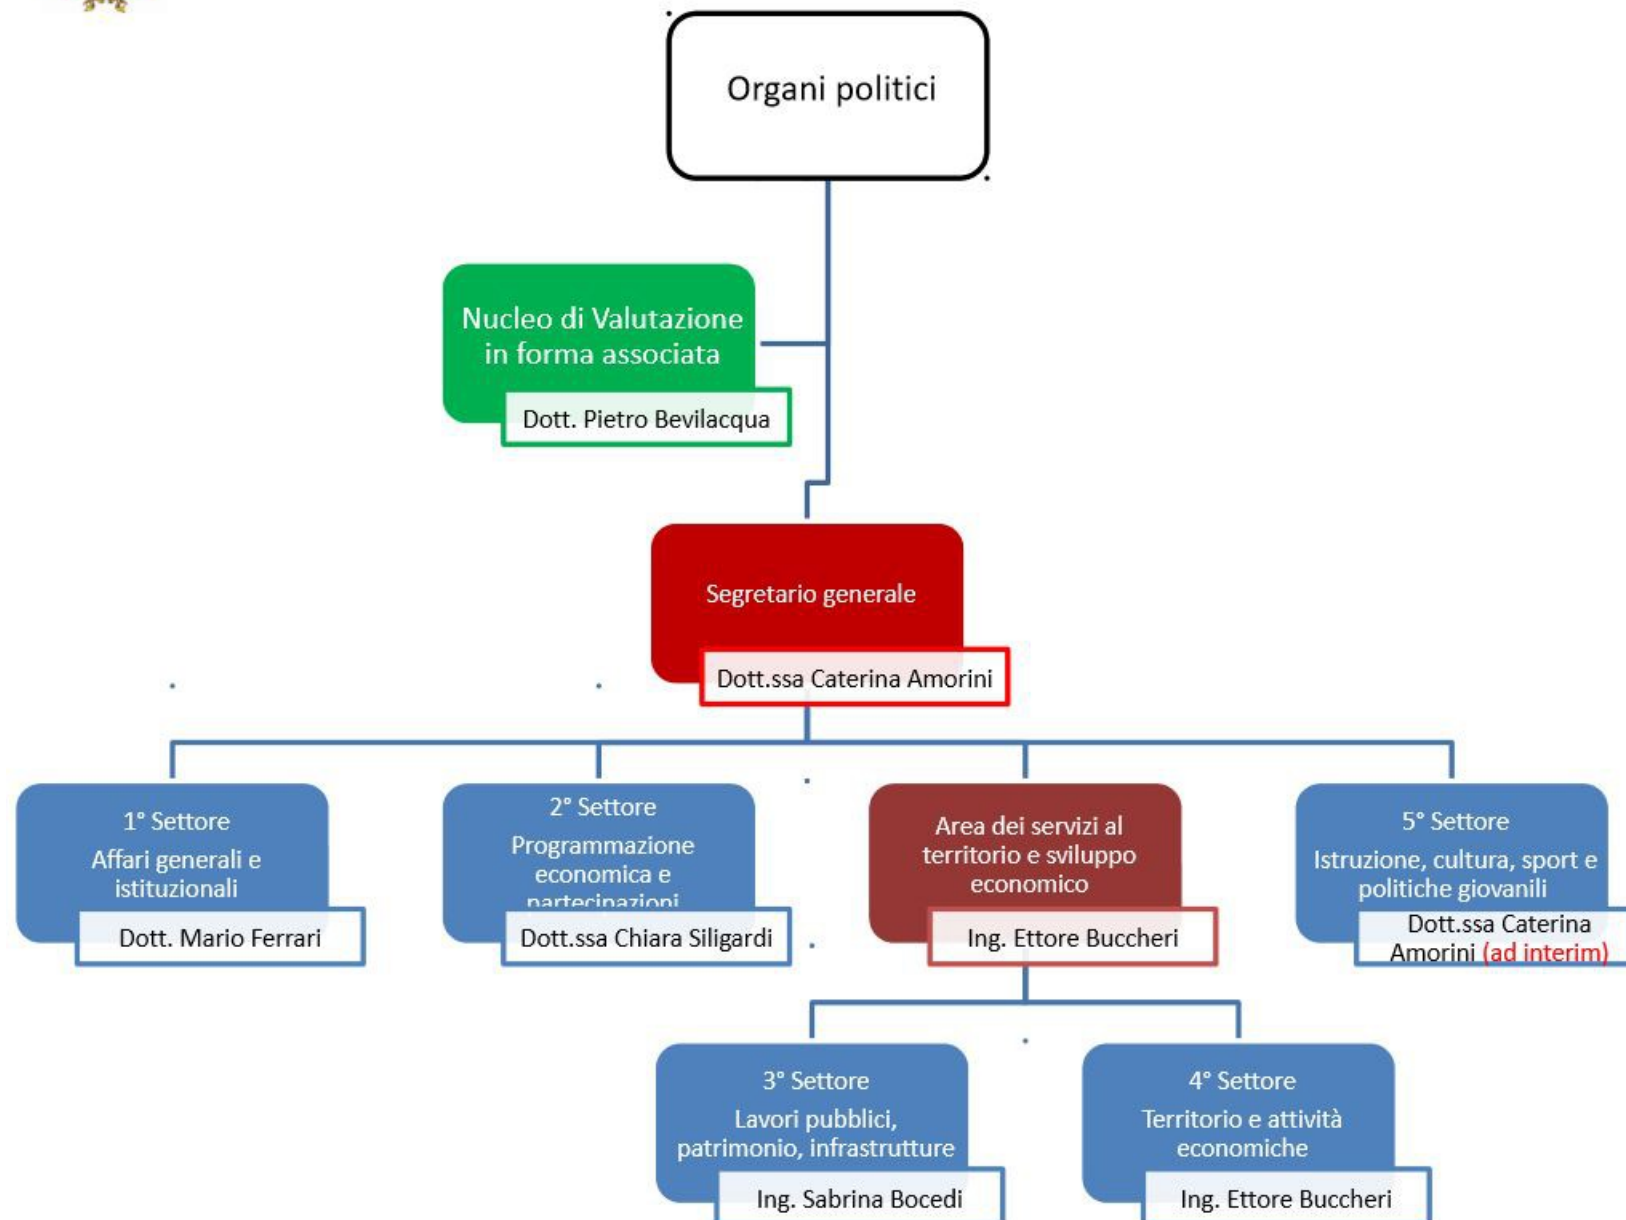 Organi politici
Nucleo di Valutazione
in forma associata
Dott. Pietro Bevilacqua
Segretario generale
Dott.ssa Caterina Amorini
1° Settore
Affari generali e
istituzionali
Dott. Mario Ferrari
2° Settore
Programmazione
economica e
partecipazioni
Dott.ssa Chiara Siligardi
Area dei servizi al
territorio e sviluppo
economico
Ing. Ettore Buccheri
5° Settore
Istruzione, cultura, sport e
politiche giovanili
Dott.ssa Caterina
Amorini (ad interim)
3° Settore
Lavori pubblici,
patrimonio, infrastrutture
Ing. Sabrina Bocedi
4° Settore
Territorio e attività
economiche
Ing. Ettore Buccheri